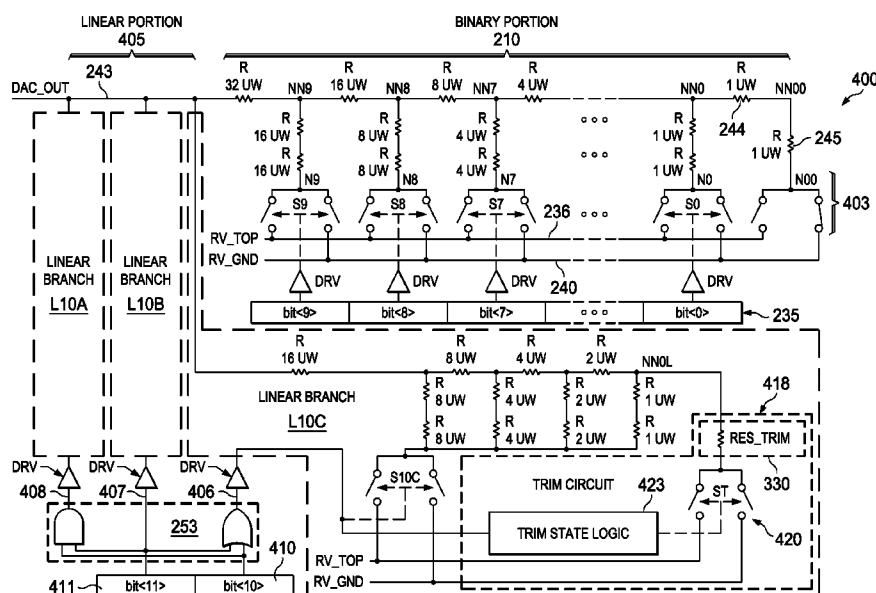 LINEAR PORTION BINARY PORTION
405 210
DAC_OUT 243 R R R R R 400
32 UW NN9 16 UW NN8 8 UW NN7 4 UW NN0 1 UW NN00
R R R R 244 245
16 UW 8 UW 4 UW 1 UW R
R R R R 1 UW
16 UW 8 UW 4 UW 1 UW
N9 N8 N7 N0 N00
S9 S8 S7 S0 403
236
RV_TOP
RV_GND
240
LINEAR BRANCH L10A
LINEAR BRANCH L10B
DRV DRV DRV DRV
bit<9> bit<8> bit<7> bit<0> 235
R R R R
16 UW 8 UW 4 UW 2 UW NN0L
LINEAR BRANCH L10C
R R R R 418
8 UW 4 UW 2 UW 1 UW
R R R R RES_TRIM
8 UW 4 UW 2 UW 1 UW
330
DRV DRV DRV
408 407 406
S10C TRIM CIRCUIT 423 ST
TRIM STATE LOGIC 420
253
RV_TOP
410
RV_GND
411 bit<11> bit<10>